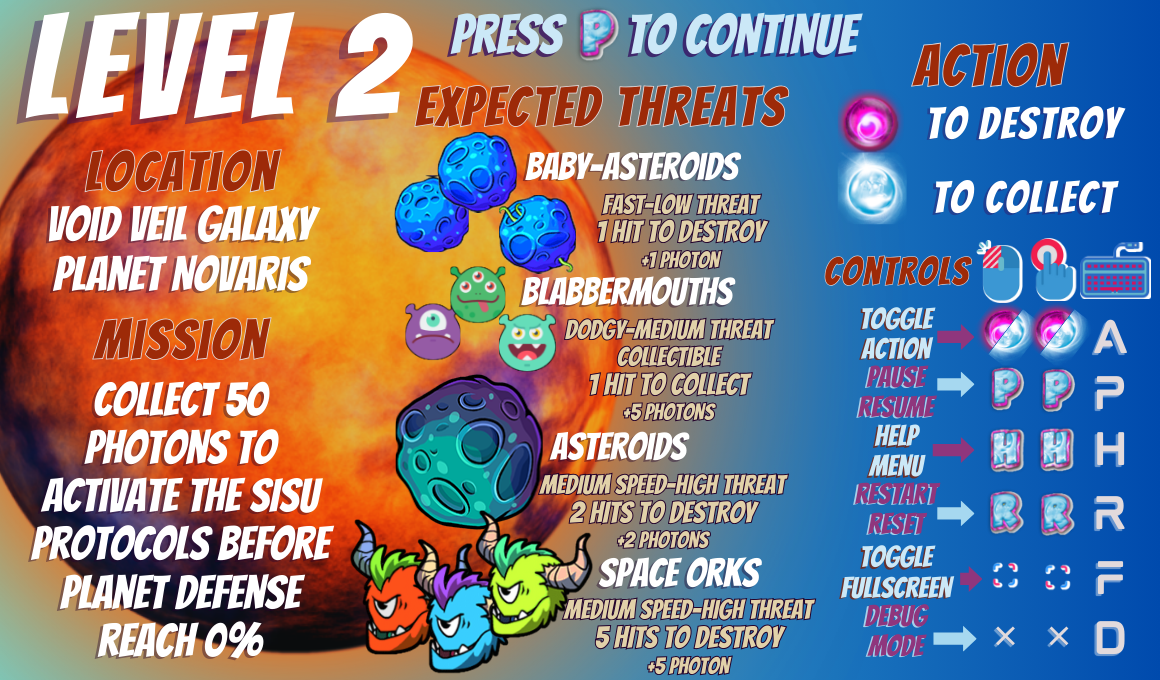 LEVEL 2
PRESS P TO CONTINUE
LOCATION
VOID VEIL GALAXY
PLANET NOVARIS
MISSION
COLLECT 50
PHOTONS TO
ACTIVATE THE SISU
PROTOCOLS BEFORE
PLANET DEFENSE
REACH 0%
EXPECTED THREATS
BABY-ASTEROIDS
FAST-LOW THREAT
1 HIT TO DESTROY
+1 PHOTON
BLABBERMOUTHS
DODGY-MEDIUM THREAT
COLLECTIBLE
1 HIT TO COLLECT
+5 PHOTONS
ASTEROIDS
MEDIUM SPEED-HIGH THREAT
2 HITS TO DESTROY
+2 PHOTONS
SPACE ORKS
MEDIUM SPEED-HIGH THREAT
5 HITS TO DESTROY
+5 PHOTON
ACTION
TO DESTROY
TO COLLECT
CONTROLS
TOGGLE
ACTION A
PAUSE
RESUME P P P
HELP
MENU H H H
RESTART
RESET R R R
TOGGLE
FULLSCREEN F
DEBUG
MODE × × D